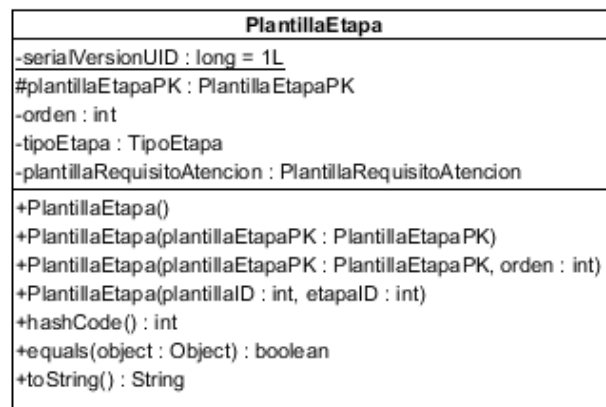 PlantillaEtapa
-serialVersionUID : long = 1L
#plantillaEtapaPK : PlantillaEtapaPK
-orden : int
-tipoEtapa : TipoEtapa
-plantillaRequisitoAtencion : PlantillaRequisitoAtencion
+PlantillaEtapa()
+PlantillaEtapa(plantillaEtapaPK : PlantillaEtapaPK)
+PlantillaEtapa(plantillaEtapaPK : PlantillaEtapaPK, orden : int)
+PlantillaEtapa(plantillaID : int, etapaID : int)
+hashCode() : int
+equals(object : Object) : boolean
+toString() : String